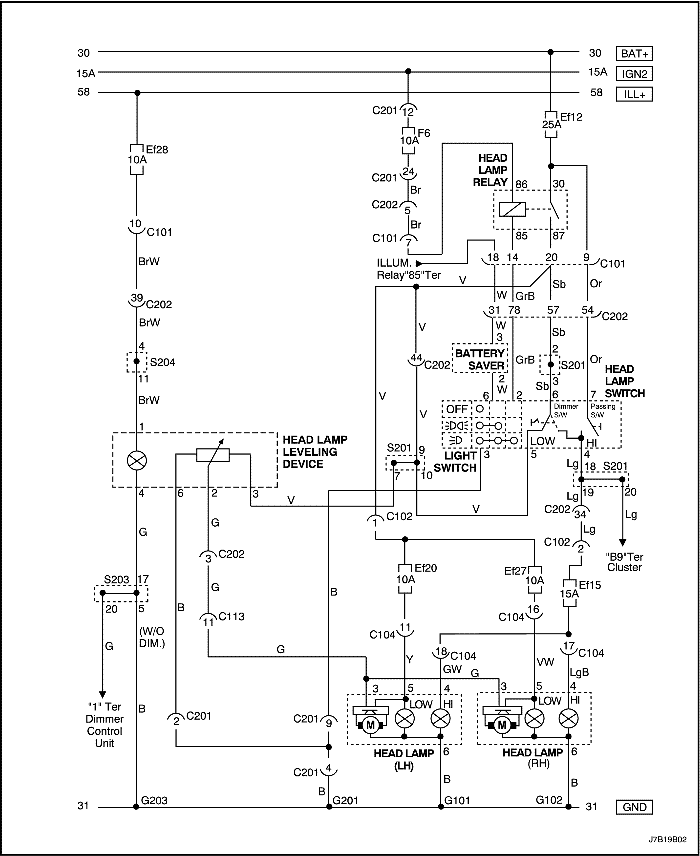 30 30 BAT+
15A 15A IGN2
58 58 ILL+
C201 12
Ef12
25A
F6
10A
Ef28
10A
HEAD
LAMP
RELAY
86 30
85 87
C201 24
Br
C202 5
Br
C101 7
10 C101
BrW
ILLUM.
Relay"85"Ter
18 14 20 9 C101
V
W GrB Sb Or
39 C202
BrW
31 78 57 54 C202
W Sb
V
3
BATTERY
SAVER
44 C202
GrB
2
S201
3
Or
4
S204
11
2
W
Sb
HEAD
LAMP
SWITCH
BrW
V V
6 2 6 7
OFF
Dimmer
S/W
Passing
S/W
LOW HI
LIGHT
SWITCH
3 5 4
1
HEAD LAMP
LEVELING
DEVICE
S201 9
7 10
Lg 18 S201
Lg 19 20
4 6 2 3
V
V
C202 34
Lg
Lg
1 C102
G
G
C102 2
"B9"Ter
Cluster
3 C202
Ef20
10A
Ef27
10A
Ef15
15A
S203 17
20 5
G
B
B
11 C113
C104 11
C104 16
G
(W/O
DIM.)
18 C104
17 C104
G
Y
GW
G
VW
LgB
3 5 4
3 5 4
LOW HI
LOW HI
M
M
"1" Ter
Dimmer
Control
Unit
B
2 C201
C201 9
HEAD LAMP
(LH)
6
HEAD LAMP
(RH)
6
C201 4
B
B
B
31 G203 G201 G101 G102 31 GND
J7B19B02